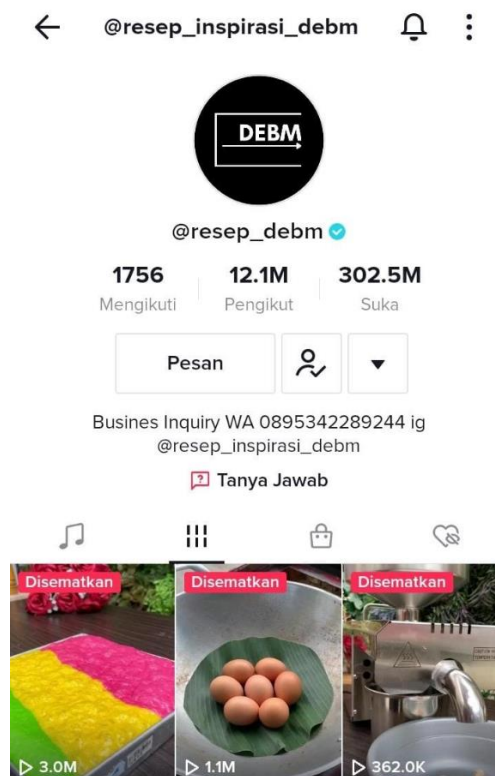 @resep_inspirasi_debm
DEBM
@resep_debm
1756 12.1M 302.5M
Mengikuti Pengikut Suka
Pesan
Busines Inquiry WA 0895342289244 ig
@resep_inspirasi_debm
Tanya Jawab
Disematkan Disematkan Disematkan
3.0M 1.1M 362.0K